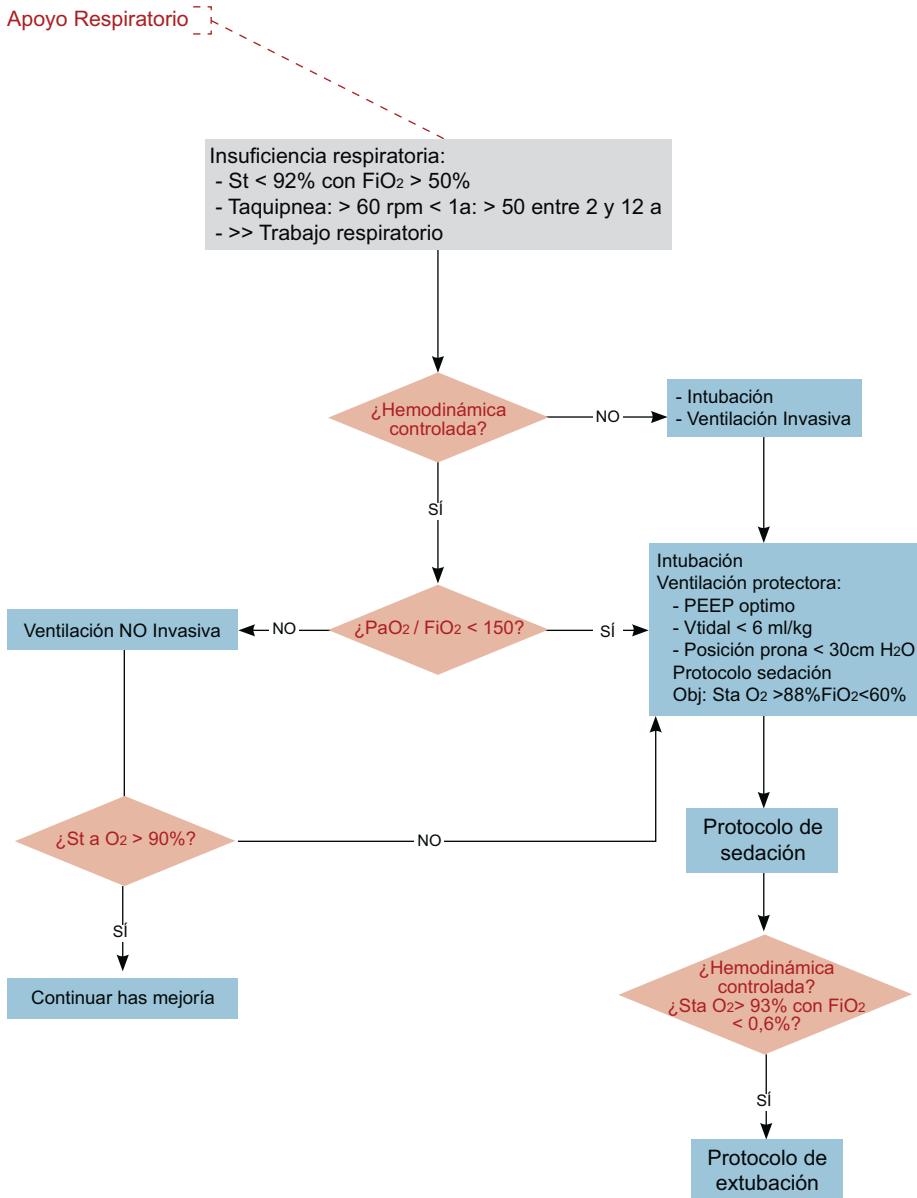 Apoyo Respiratorio
Insuficiencia respiratoria:
- St < 92% con FiO2 > 50%
- Taquipnea: > 60 rpm < 1a: > 50 entre 2 y 12 a
- >> Trabajo respiratorio
¿Hemodinámica
controlada?
NO
- Intubación
- Ventilación Invasiva
SÍ
Intubación
Ventilación protectora:
- PEEP optimo
- Vtidal < 6 ml/kg
- Posición prona < 30cm H2O
Protocolo sedación
Obj: Sta O2 >88%FiO2<60%
¿PaO2 / FiO2 < 150?
SÍ
NO
Ventilación NO Invasiva
¿St a O2 > 90%?
NO
SÍ
Continuar has mejoría
Protocolo de
sedación
¿Hemodinámica
controlada?
¿Sta O2> 93% con FiO2
< 0,6%?
SÍ
Protocolo de
extubación